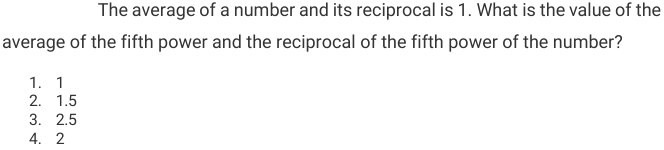 The average of a number and its reciprocal is 1. What is the value of the
average of the fifth power and the reciprocal of the fifth power of the number?
1. 1
2. 1.5
3. 2.5
4. 2